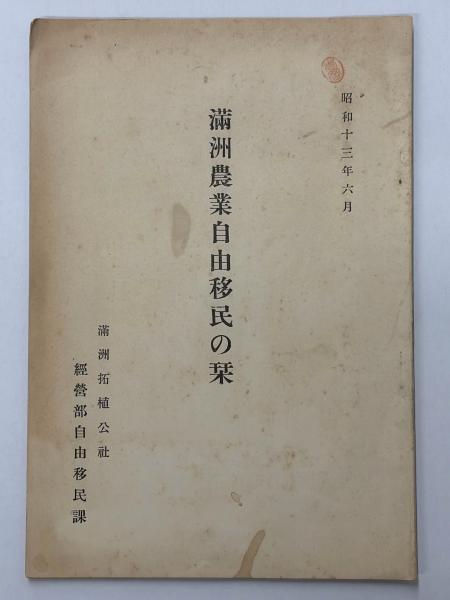 昭和十三年六月
滿洲農業自由移民の栞
滿洲拓植公社
經營部自由移民課